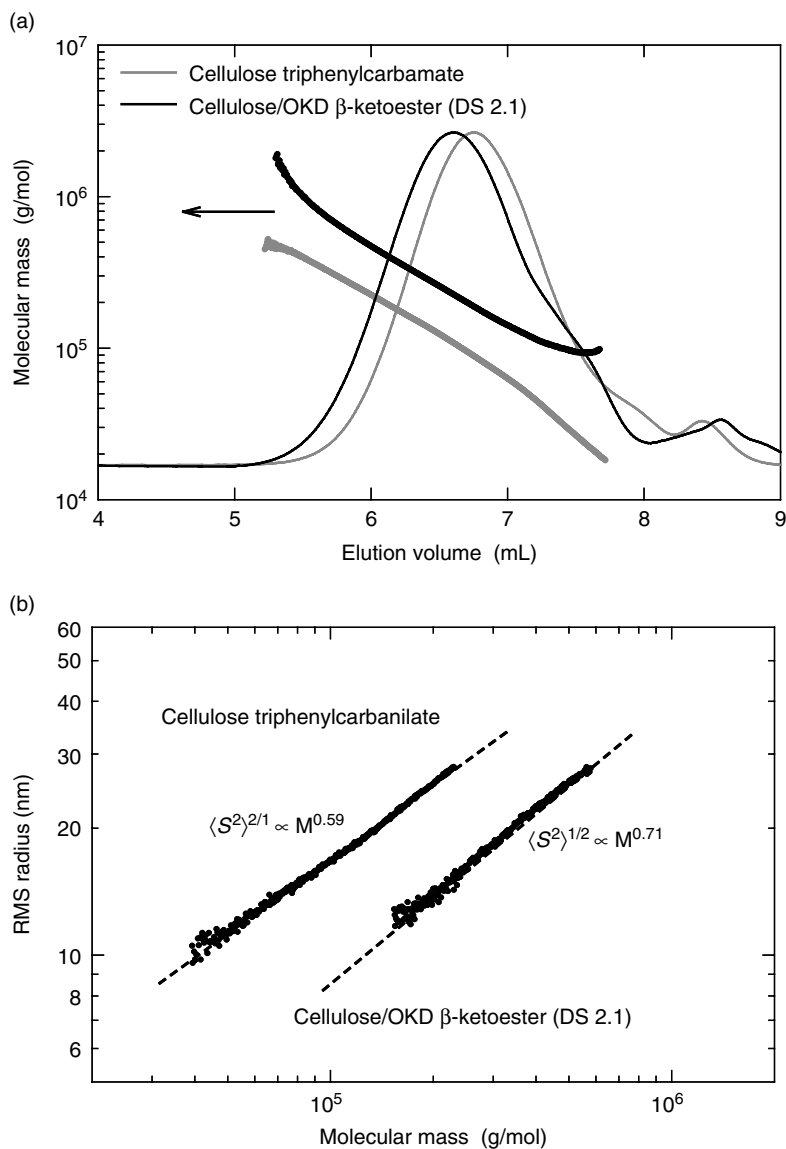 (a)
10⁷
Cellulose triphenylcarbamate
Cellulose/OKD β-ketoester (DS 2.1)
10⁶
10⁵
10⁴
Molecular mass (g/mol)
4 5 6 7 8 9
Elution volume (mL)
(b)
60
50
40
30
20
10
8
6
RMS radius (nm)
Cellulose triphenylcarbanilate
⟨S²⟩²/¹ ∝ M⁰·⁵⁹
⟨S²⟩¹/² ∝ M⁰·⁷¹
Cellulose/OKD β-ketoester (DS 2.1)
10⁵ 10⁶
Molecular mass (g/mol)